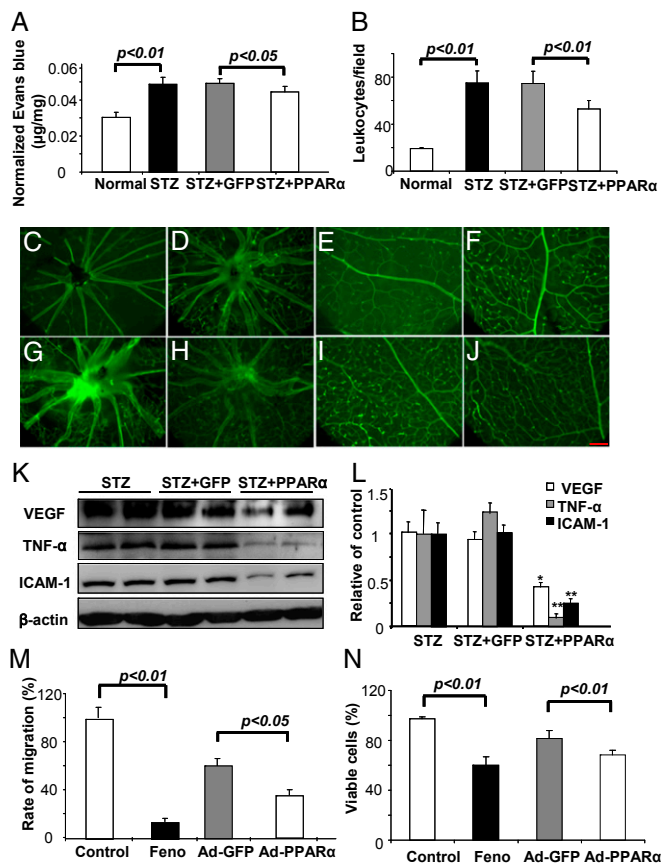 A
p<0.01
p<0.05
0.06
0.04
0.02
0
Normalized Evans blue
(μg/mg)
Normal STZ STZ+GFP STZ+PPARα
B
p<0.01
p<0.01
80
40
0
Leukocytes/field
Normal STZ STZ+GFP STZ+PPARα
C D E F
G H I J
K
STZ STZ+GFP STZ+PPARα
VEGF
TNF-α
ICAM-1
β-actin
L
VEGF
TNF-α
ICAM-1
1.5
1
0.5
0
Relative of control
* ** **
STZ STZ+GFP STZ+PPARα
M
p<0.01
p<0.05
120
80
40
0
Rate of migration (%)
Control Feno Ad-GFP Ad-PPARα
N
p<0.01
p<0.01
120
80
40
0
Viable cells (%)
Control Feno Ad-GFP Ad-PPARα